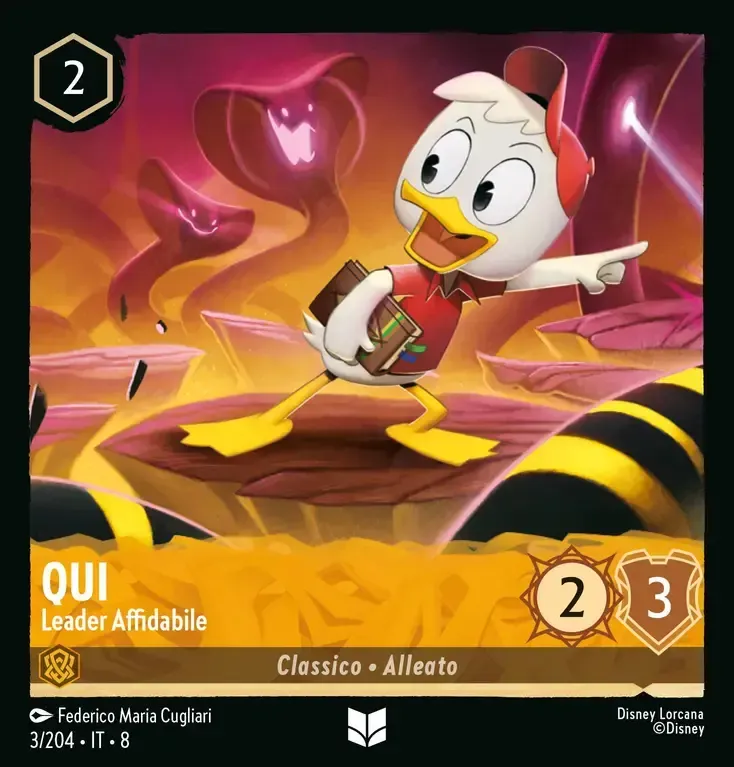 2
QUI
Leader Affidabile
2
3
Classico • Alleato
Federico Maria Cugliari
3/204 • IT • 8
Disney Lorcana
©Disney